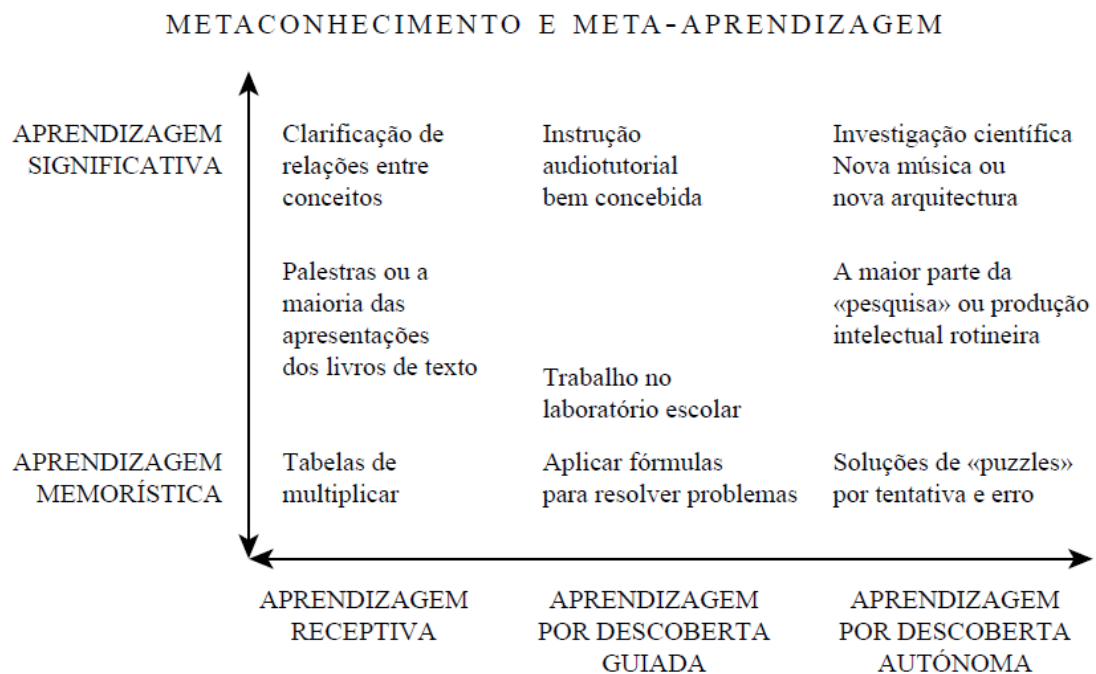 METACONHECIMENTO E META-APRENDIZAGEM
APRENDIZAGEM
SIGNIFICATIVA
Clarificação de
relações entre
conceitos
Instrução
audiotutorial
bem concebida
Investigação científica
Nova música ou
nova arquitectura
Palestras ou a
maioria das
apresentações
dos livros de texto
A maior parte da
«pesquisa» ou produção
intelectual rotineira
Trabalho no
laboratório escolar
APRENDIZAGEM
MEMORÍSTICA
Tabelas de
multiplicar
Aplicar fórmulas
para resolver problemas
Soluções de «puzzles»
por tentativa e erro
APRENDIZAGEM
RECEPTIVA
APRENDIZAGEM
POR DESCOBERTA
GUIADA
APRENDIZAGEM
POR DESCOBERTA
AUTÓNOMA